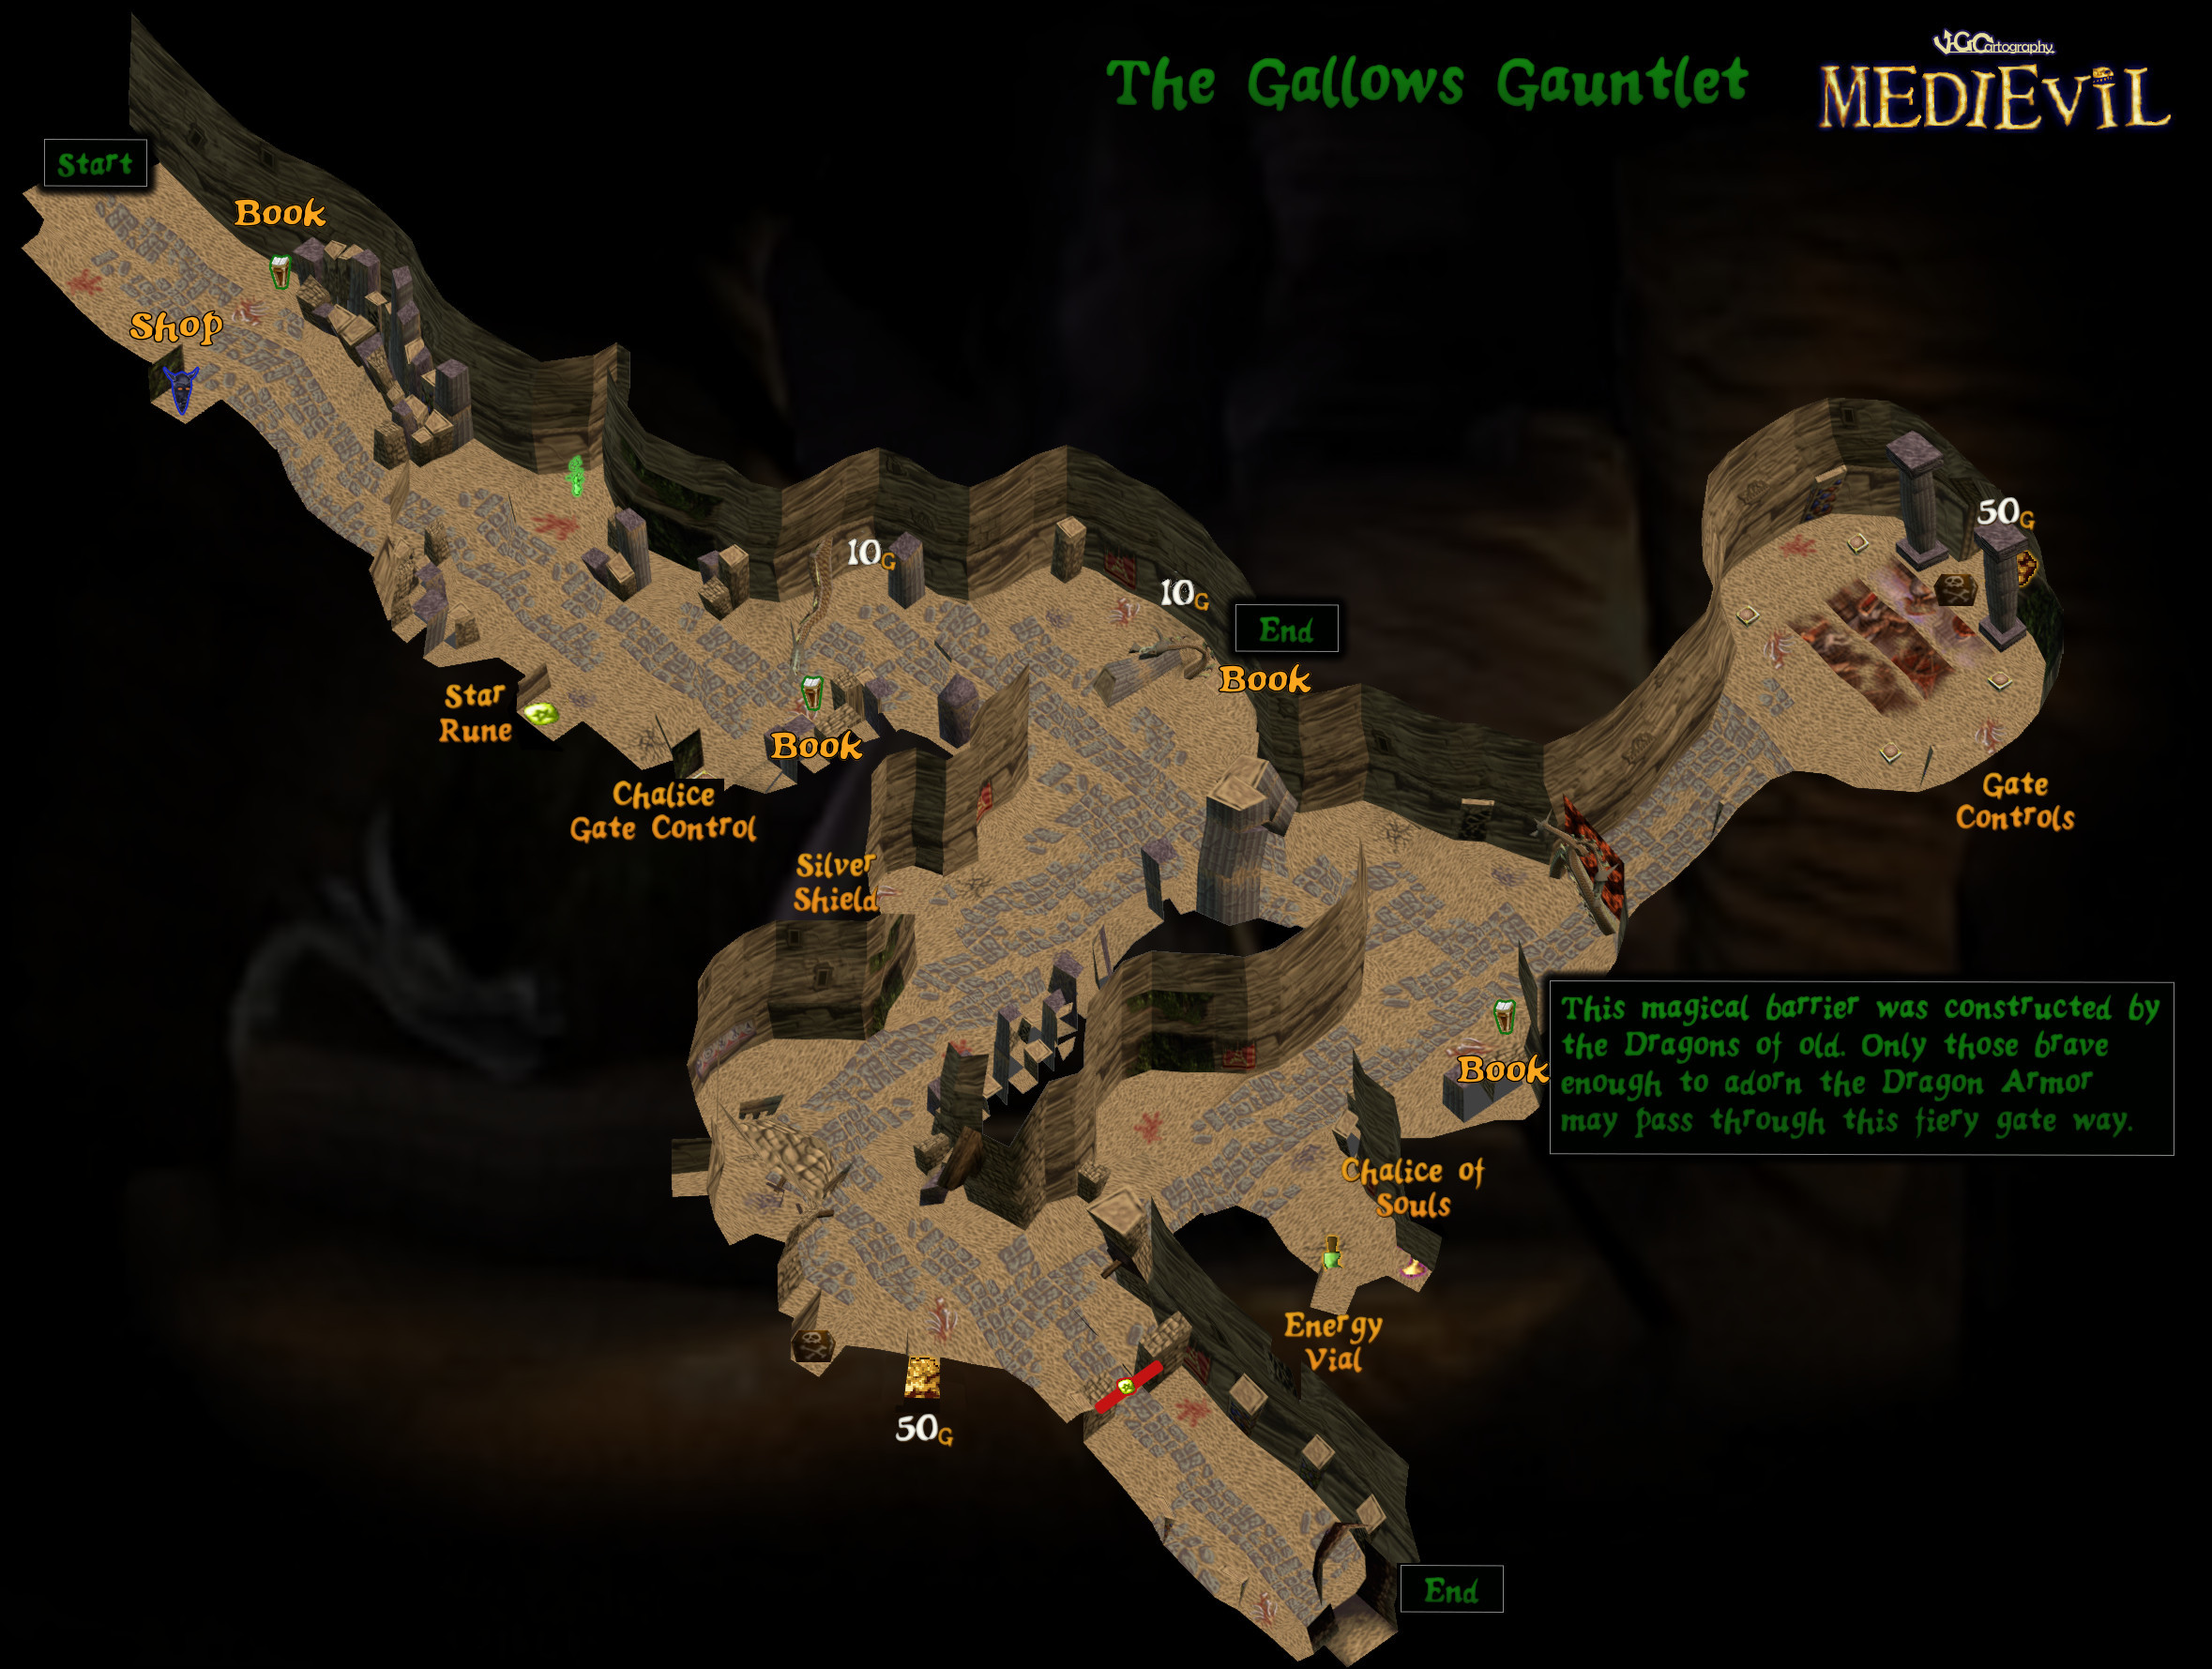 VGCartography
The Gallows Gauntlet
MEDIEVIL
Start
Book
Shop
50G
10G
10G
End
Book
Star
Rune
Book
Chalice
Gate Control
Gate
Controls
Silver
Shield
This magical barrier was constructed by
the Dragons of old. Only those brave
enough to adorn the Dragon Armor
may pass through this fiery gate way.
Book
Chalice of
Souls
Energy
Vial
50G
End